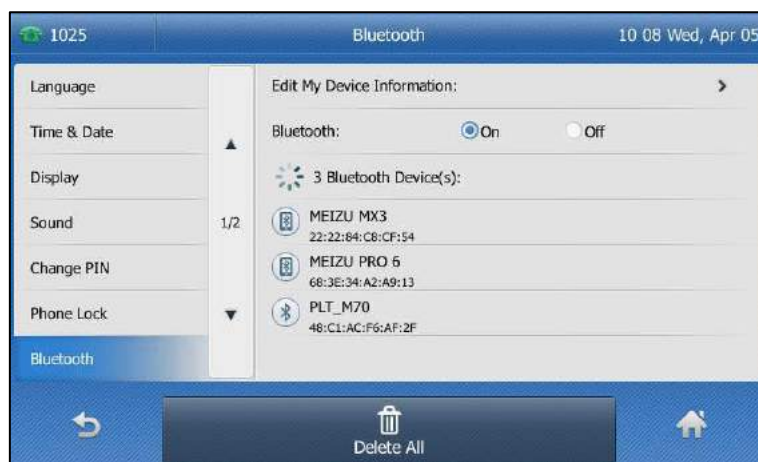 1025
Bluetooth
10 08 Wed, Apr 05
Language
Time & Date
Display
Sound
Change PIN
Phone Lock
Bluetooth
1/2
Edit My Device Information:
Bluetooth: On Off
3 Bluetooth Device(s):
MEIZU MX3
22:22:84:C8:CF:54
MEIZU PRO 6
68:3E:34:A2:A9:13
PLT_M70
48:C1:AC:F6:AF:2F
Delete All